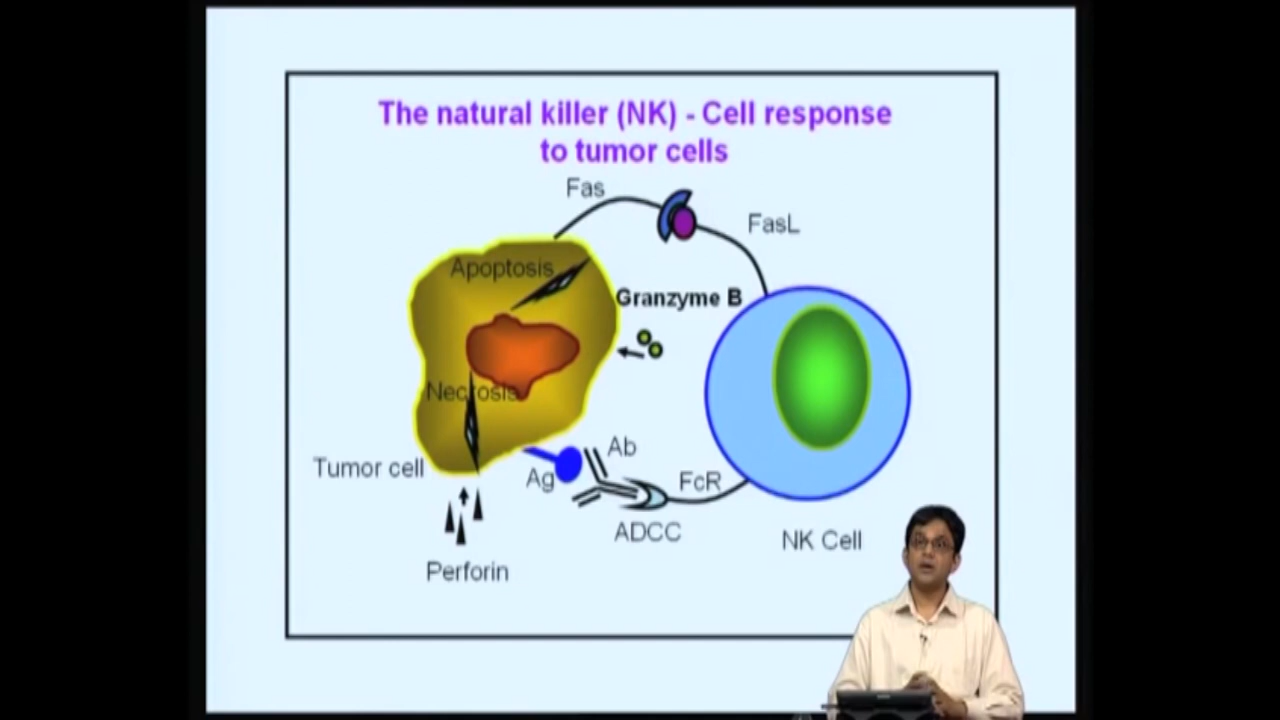 The natural killer (NK) - Cell response
to tumor cells
Fas
FasL
Apoptosis
Granzyme B
Necrosis
Ab
Tumor cell
Ag
FcR
ADCC
NK Cell
Perforin